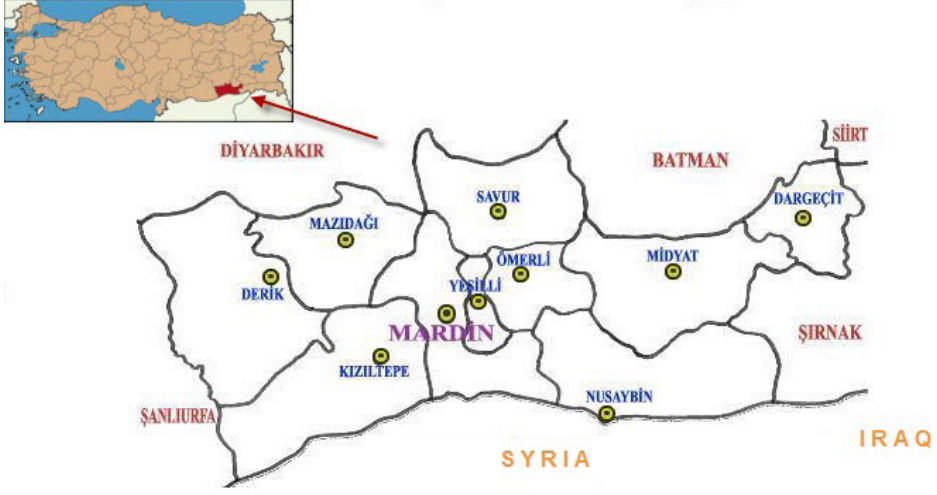 SİİRT
DİYARBAKIR
BATMAN
SAVUR
DARGEÇİT
MAZIDAĞI
MİDYAT
ÖMERLİ
YEŞİLLİ
DERİK
MARDİN
ŞIRNAK
KIZILTEPE
NUSAYBİN
ŞANLIURFA
IRAQ
SYRIA